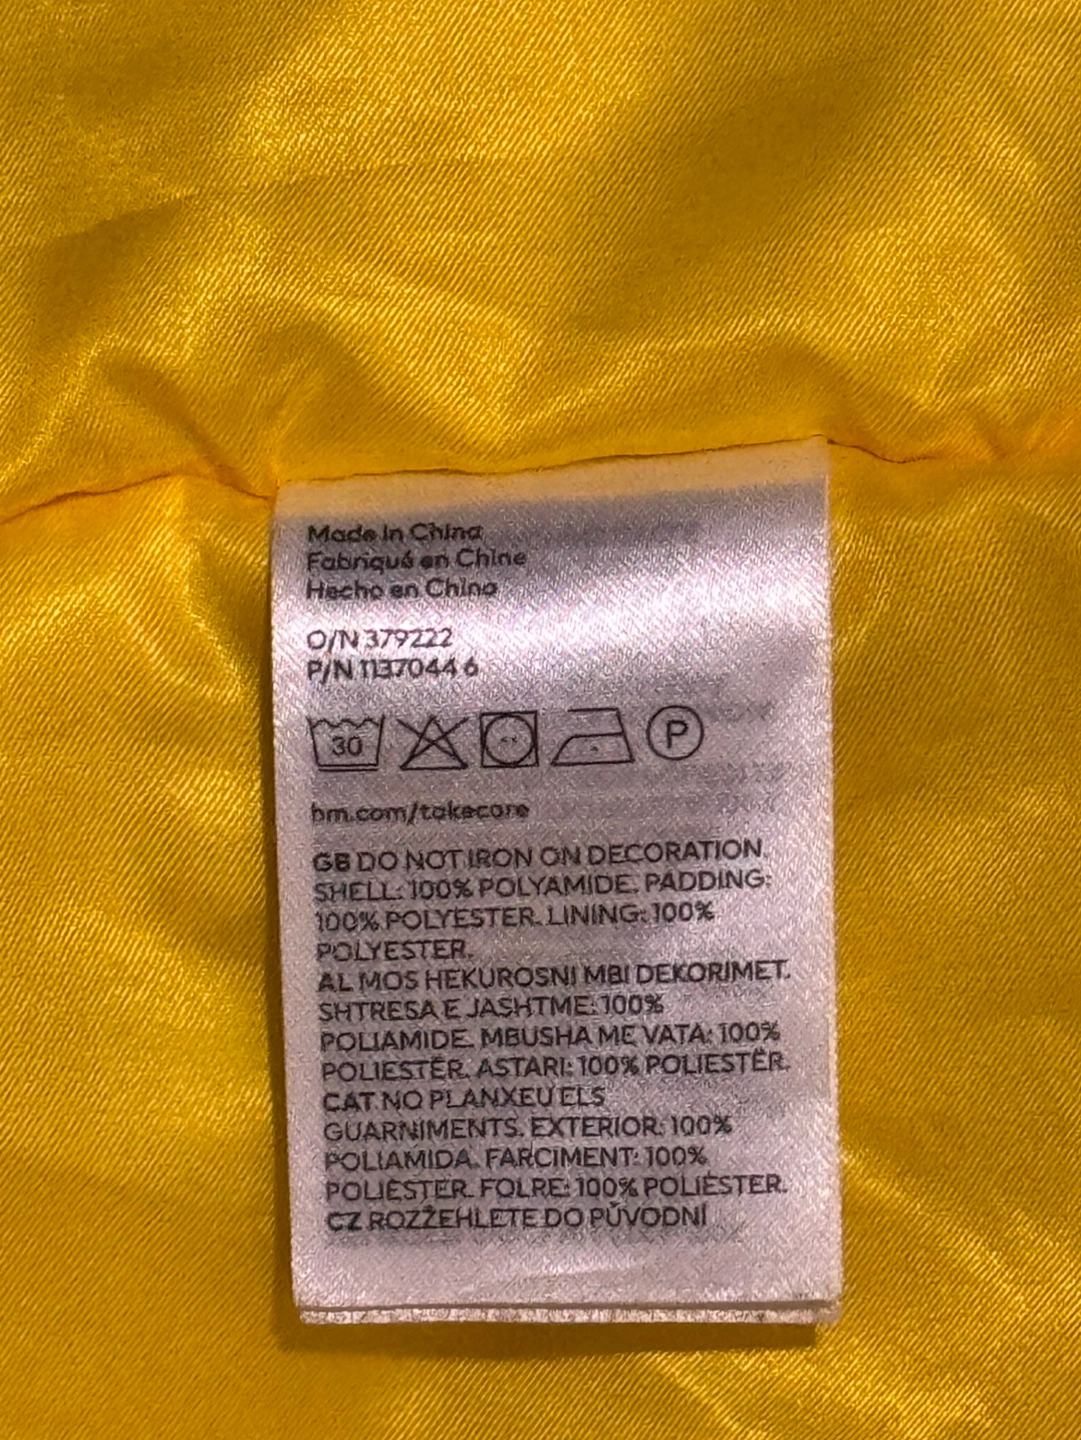 Made in China
Fabriqué en Chine
Hecho en China
O/N 379222
P/N 1137044 6
30
P
hm.com/takecare
GB DO NOT IRON ON DECORATION.
SHELL: 100% POLYAMIDE. PADDING:
100% POLYESTER. LINING: 100%
POLYESTER.
AL MOS HEKUROSNI MBI DEKORIMET.
SHTRESA E JASHTME: 100%
POLIAMIDE. MBUSHA ME VATA: 100%
POLIESTËR. ASTARI: 100% POLIESTËR.
CAT NO PLANXEU ELS
GUARNIMENTS. EXTERIOR: 100%
POLIAMIDA. FARCIMENT: 100%
POLIÈSTER. FOLRE: 100% POLIÈSTER.
CZ ROZŽEHLETE DO PŮVODNÍ